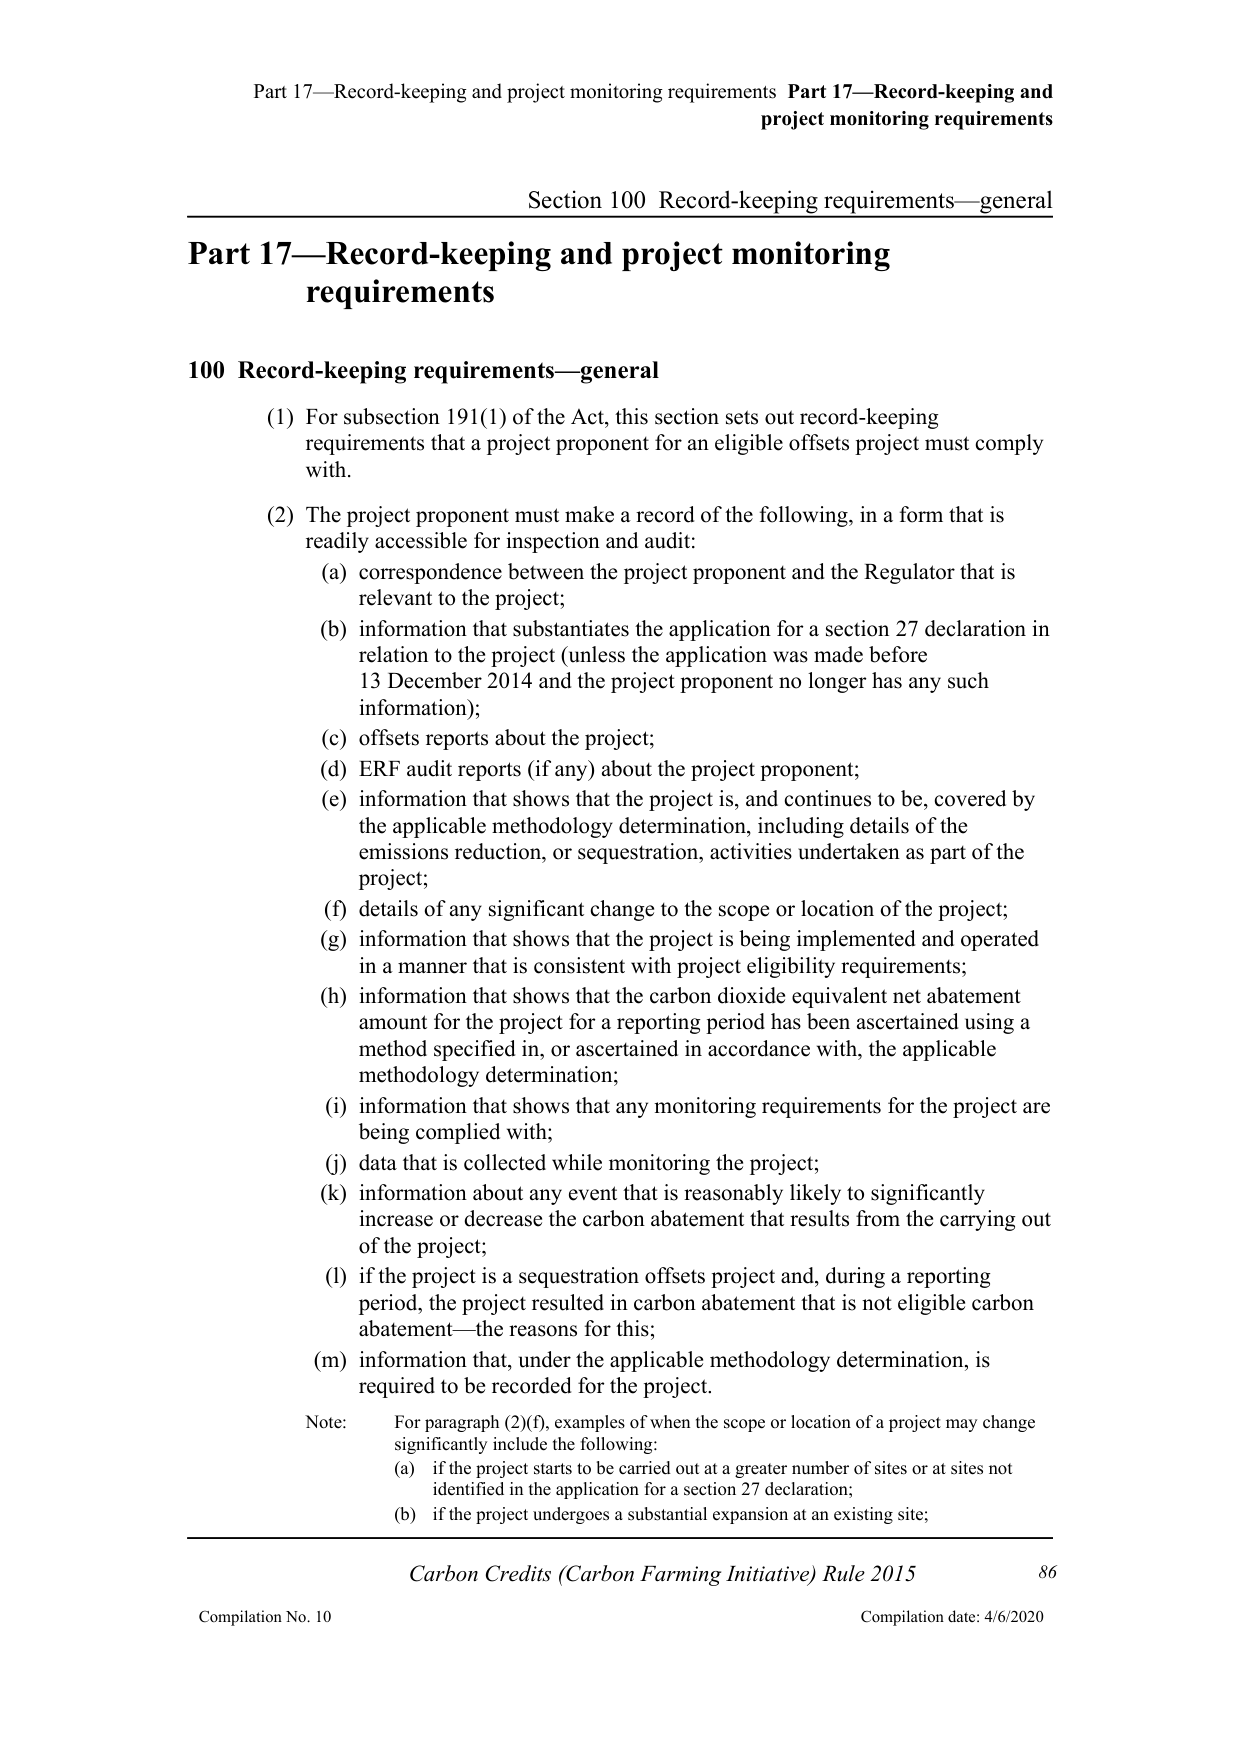 Part 17—Record-keeping and project monitoring requirements  Part 17—Record-keeping and
project monitoring requirements
Section 100  Record-keeping requirements—general
Part 17—Record-keeping and project monitoring
requirements
100  Record-keeping requirements—general
(1) For subsection 191(1) of the Act, this section sets out record-keeping
requirements that a project proponent for an eligible offsets project must comply
with.
(2) The project proponent must make a record of the following, in a form that is
readily accessible for inspection and audit:
(a) correspondence between the project proponent and the Regulator that is
relevant to the project;
(b) information that substantiates the application for a section 27 declaration in
relation to the project (unless the application was made before
13 December 2014 and the project proponent no longer has any such
information);
(c) offsets reports about the project;
(d) ERF audit reports (if any) about the project proponent;
(e) information that shows that the project is, and continues to be, covered by
the applicable methodology determination, including details of the
emissions reduction, or sequestration, activities undertaken as part of the
project;
(f) details of any significant change to the scope or location of the project;
(g) information that shows that the project is being implemented and operated
in a manner that is consistent with project eligibility requirements;
(h) information that shows that the carbon dioxide equivalent net abatement
amount for the project for a reporting period has been ascertained using a
method specified in, or ascertained in accordance with, the applicable
methodology determination;
(i) information that shows that any monitoring requirements for the project are
being complied with;
(j) data that is collected while monitoring the project;
(k) information about any event that is reasonably likely to significantly
increase or decrease the carbon abatement that results from the carrying out
of the project;
(l) if the project is a sequestration offsets project and, during a reporting
period, the project resulted in carbon abatement that is not eligible carbon
abatement—the reasons for this;
(m) information that, under the applicable methodology determination, is
required to be recorded for the project.
Note: For paragraph (2)(f), examples of when the scope or location of a project may change
significantly include the following:
(a) if the project starts to be carried out at a greater number of sites or at sites not
identified in the application for a section 27 declaration;
(b) if the project undergoes a substantial expansion at an existing site;
Carbon Credits (Carbon Farming Initiative) Rule 2015 86
Compilation No. 10 Compilation date: 4/6/2020